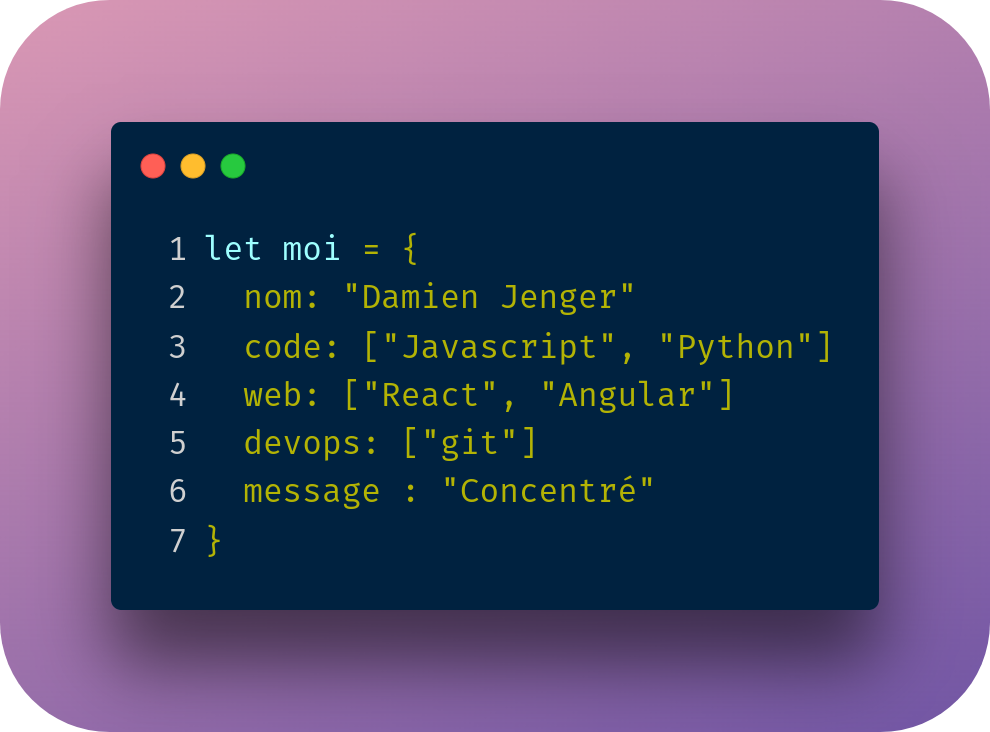 1 let moi = {
2   nom: "Damien Jenger"
3   code: ["Javascript", "Python"]
4   web: ["React", "Angular"]
5   devops: ["git"]
6   message : "Concentré"
7 }